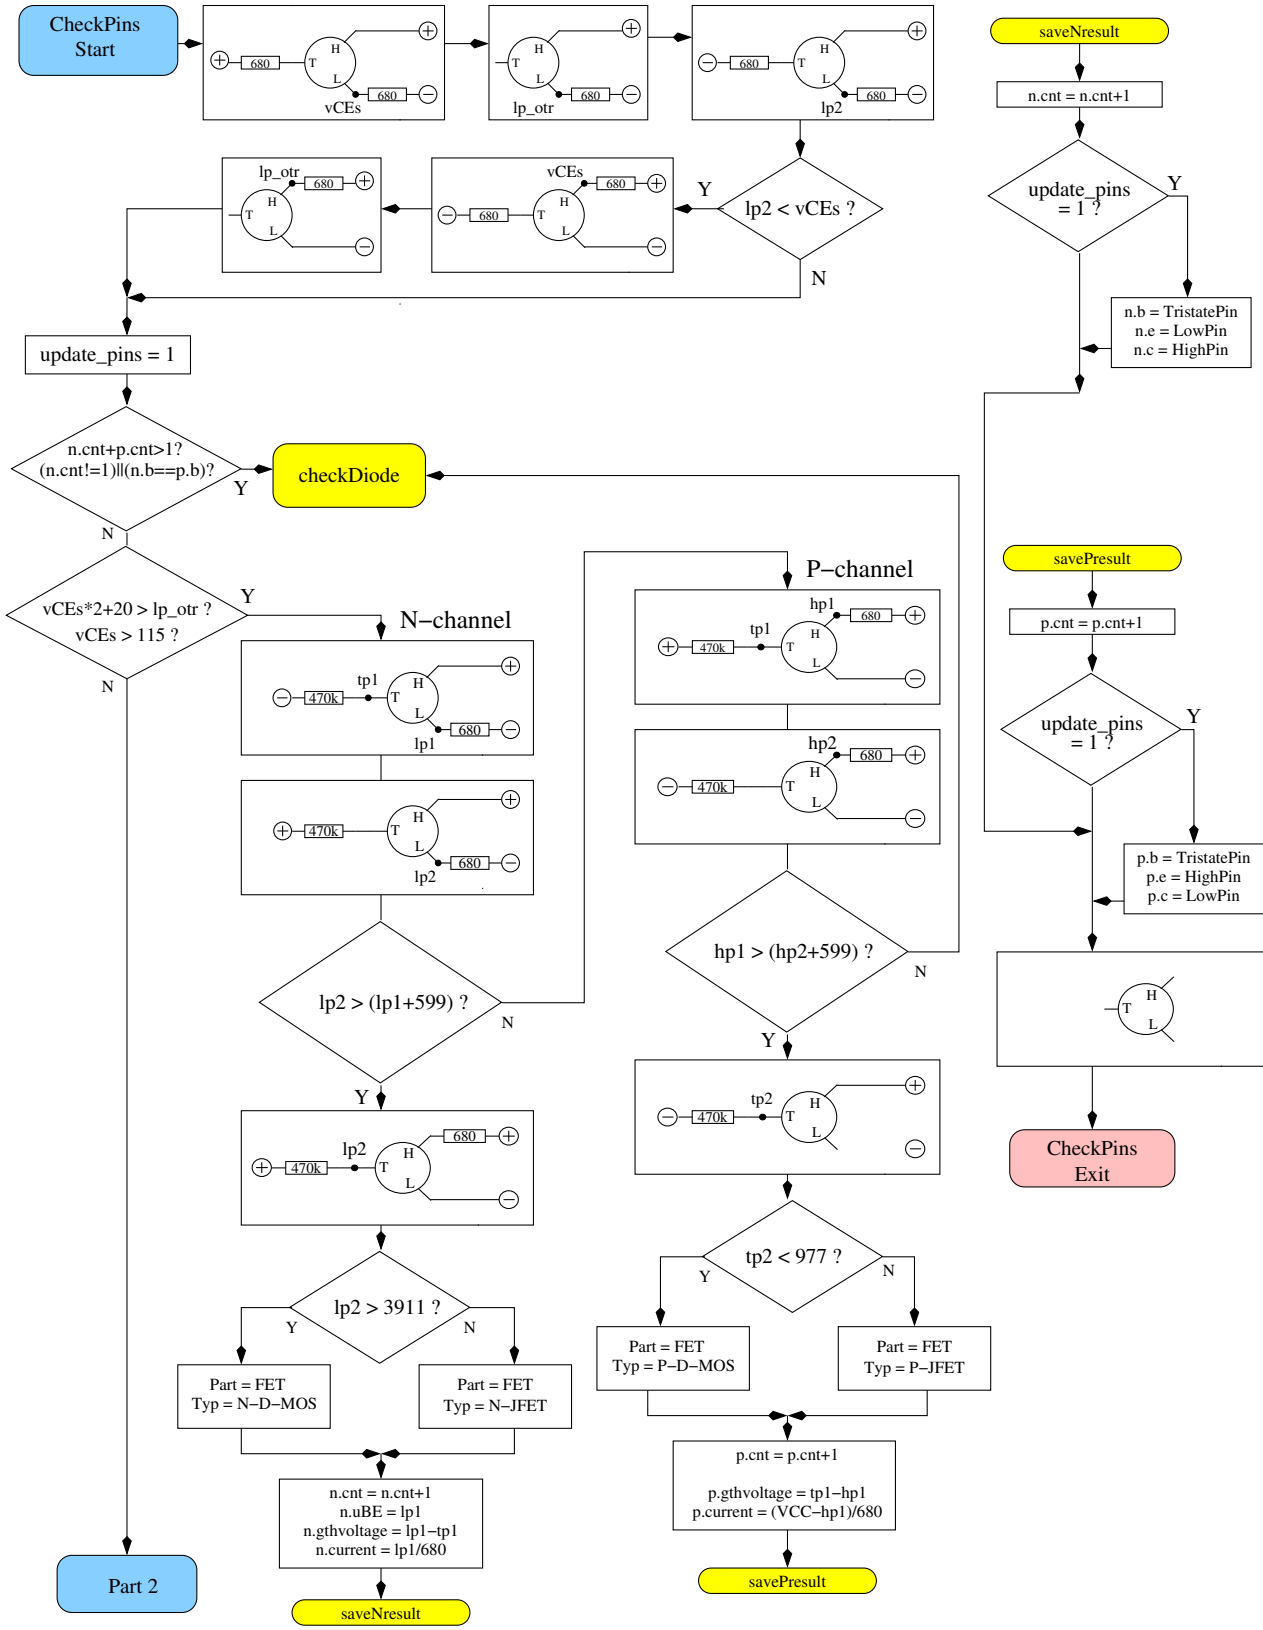 CheckPins
Start
+
680
T
H
L
vCEs
+
680
−
T
H
L
lp_otr
+
680
−
−
680
T
H
L
lp2
+
680
−
lp2 < vCEs ?
Y
N
vCEs
680
+
−
680
T
H
L
−
lp_otr
680
+
T
H
L
−
update_pins = 1
n.cnt+p.cnt>1?
(n.cnt!=1)||(n.b==p.b)?
Y
N
checkDiode
vCEs*2+20 > lp_otr ?
vCEs > 115 ?
Y
N
N−channel
tp1
−
470k
T
H
L
+
680
−
lp1
+
470k
T
H
L
+
680
−
lp2
lp2 > (lp1+599) ?
N
Y
lp2
+
470k
T
H
L
680
+
−
lp2 > 3911 ?
Y
N
Part = FET
Typ = N−D−MOS
Part = FET
Typ = N−JFET
n.cnt = n.cnt+1
n.uBE = lp1
n.gthvoltage = lp1−tp1
n.current = lp1/680
saveNresult
Part 2
P−channel
hp1
680
+
tp1
+
470k
T
H
L
−
hp2
680
+
−
470k
T
H
L
−
hp1 > (hp2+599) ?
N
Y
tp2
−
470k
T
H
L
+
−
tp2 < 977 ?
Y
N
Part = FET
Typ = P−D−MOS
Part = FET
Typ = P−JFET
p.cnt = p.cnt+1
p.gthvoltage = tp1−hp1
p.current = (VCC−hp1)/680
savePresult
saveNresult
n.cnt = n.cnt+1
update_pins
= 1 ?
Y
n.b = TristatePin
n.e = LowPin
n.c = HighPin
savePresult
p.cnt = p.cnt+1
update_pins
= 1 ?
Y
p.b = TristatePin
p.e = HighPin
p.c = LowPin
T
H
L
CheckPins
Exit